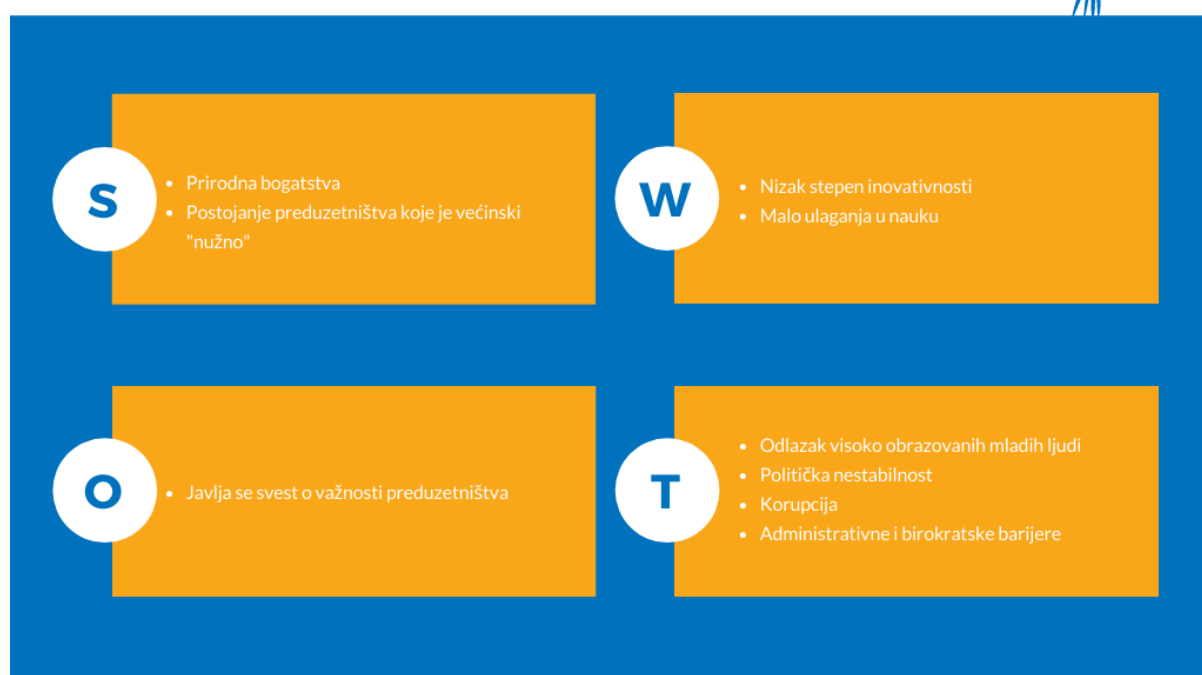 S
• Prirodna bogatstva
• Postojanje preduzetništva koje je većinski
"nužno"
W
• Nizak stepen inovativnosti
• Malo ulaganja u nauku
O
• Javlja se svest o važnosti preduzetništva
T
• Odlazak visoko obrazovanih mladih ljudi
• Politička nestabilnost
• Korupcija
• Administrativne i birokratske barijere